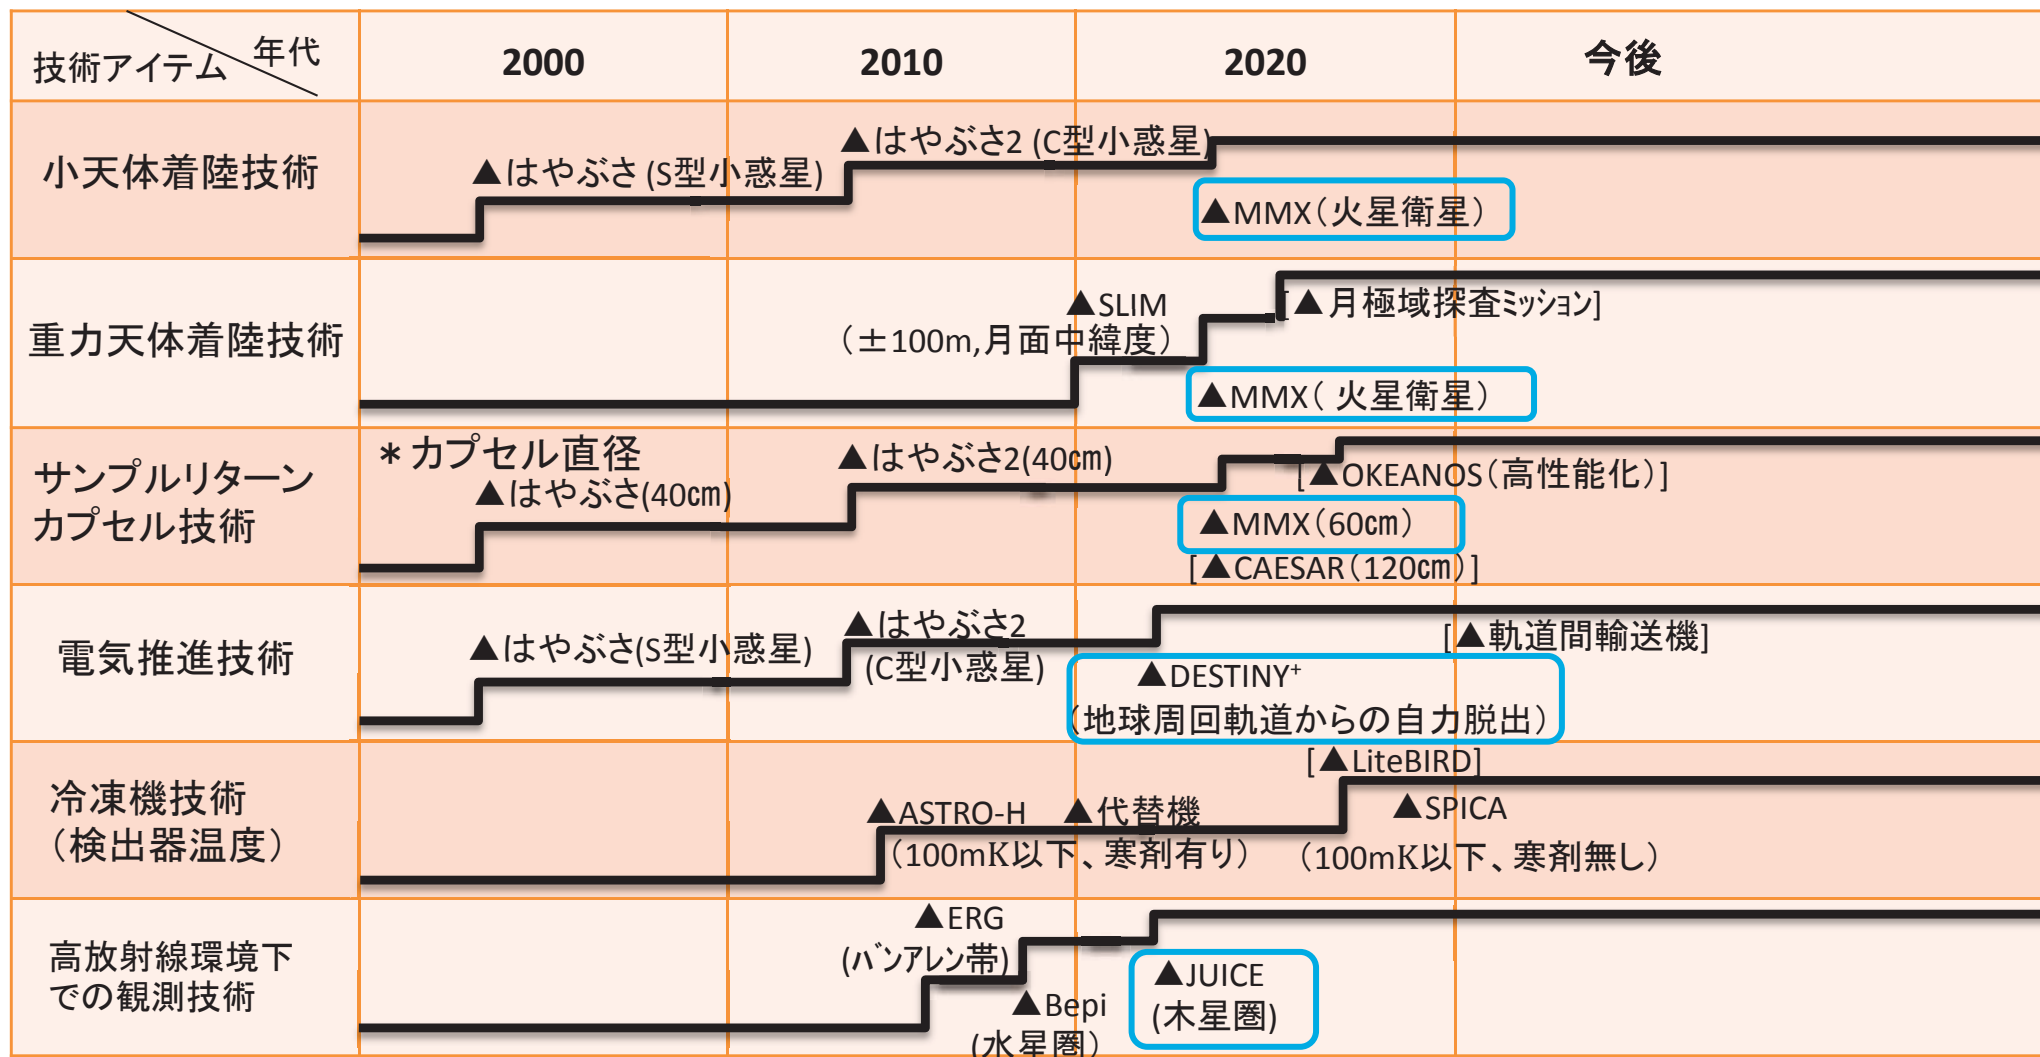 年代
技術アイテム
2000
2010
2020
今後
小天体着陸技術
▲はやぶさ (S型小惑星)
▲はやぶさ2 (C型小惑星)
▲MMX(火星衛星)
重力天体着陸技術
▲SLIM
(±100m,月面中緯度)
[▲月極域探査ミッション]
▲MMX( 火星衛星)
サンプルリターン
カプセル技術
*カプセル直径
▲はやぶさ(40㎝)
▲はやぶさ2(40㎝)
[▲OKEANOS(高性能化)]
▲MMX(60㎝)
[▲CAESAR(120㎝)]
電気推進技術
▲はやぶさ(S型小惑星)
▲はやぶさ2
(C型小惑星)
[▲軌道間輸送機]
▲DESTINY⁺
(地球周回軌道からの自力脱出)
冷凍機技術
(検出器温度)
▲ASTRO-H
▲代替機
(100mK以下、寒剤有り)
[▲LiteBIRD]
▲SPICA
(100mK以下、寒剤無し)
高放射線環境下
での観測技術
▲ERG
(バンアレン帯)
▲Bepi
(水星圏)
▲JUICE
(木星圏)